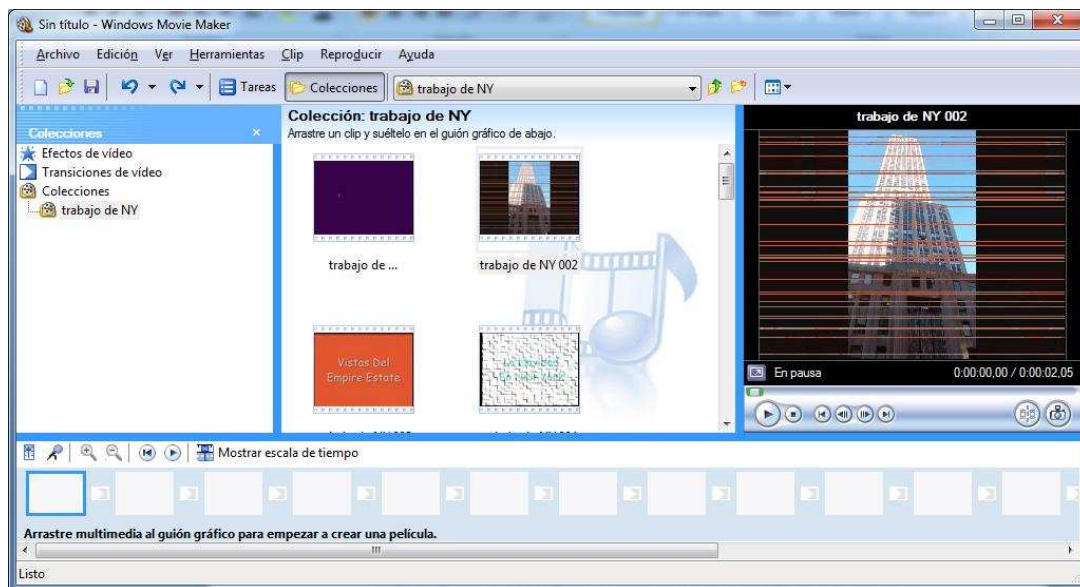 Sin título - Windows Movie Maker
Archivo Edición Ver Herramientas Clip Reproducir Ayuda
Tareas Colecciones trabajo de NY
Colecciones
Efectos de vídeo
Transiciones de vídeo
Colecciones
trabajo de NY
Colección: trabajo de NY
Arrastre un clip y suéltelo en el guión gráfico de abajo.
trabajo de ...
trabajo de NY 002
Vistas Del
Empire Estate
trabajo de NY 002
En pausa 0:00:00,00 / 0:00:02,05
Mostrar escala de tiempo
Arrastre multimedia al guión gráfico para empezar a crear una película.
Listo